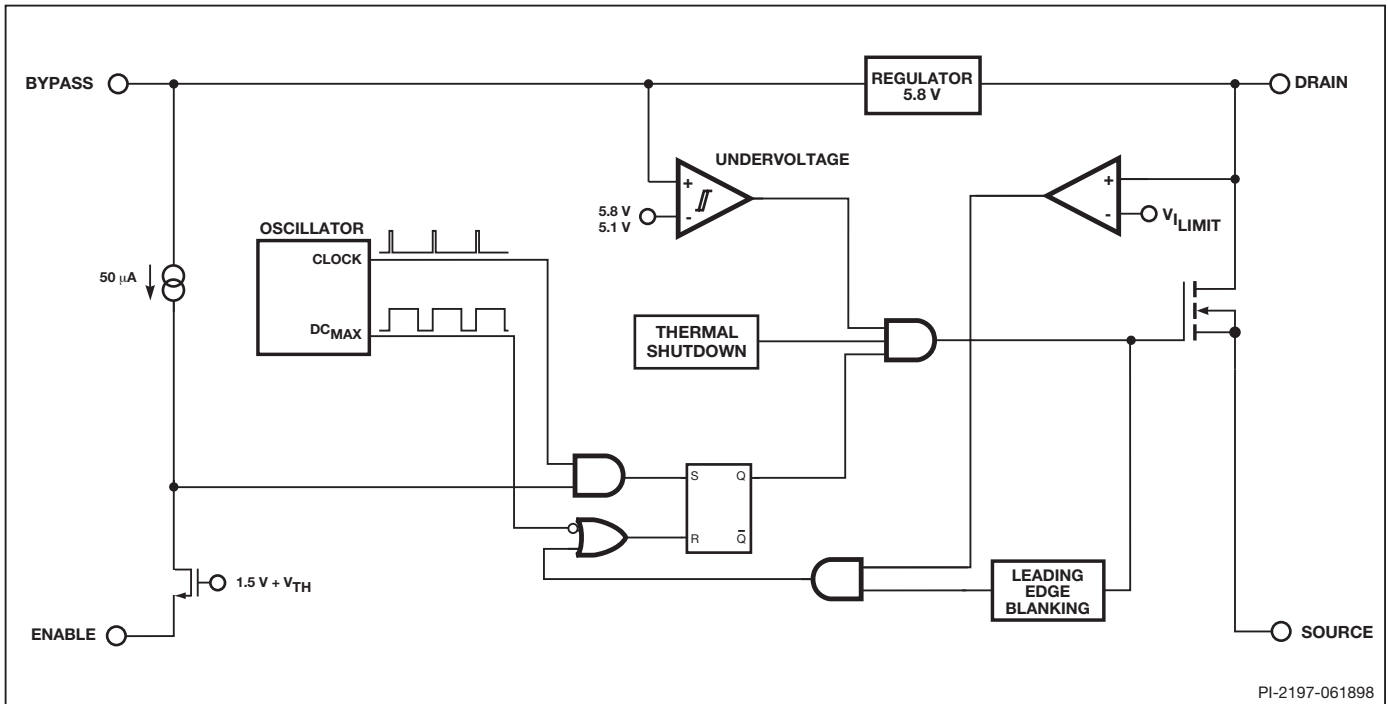 BYPASS
REGULATOR
5.8 V
DRAIN
UNDERVOLTAGE
+
-
5.8 V
5.1 V
+
-
VILIMIT
OSCILLATOR
CLOCK
DCMAX
50 µA
THERMAL
SHUTDOWN
S
Q
R
Q̅
1.5 V + VTH
LEADING
EDGE
BLANKING
ENABLE
SOURCE
PI-2197-061898